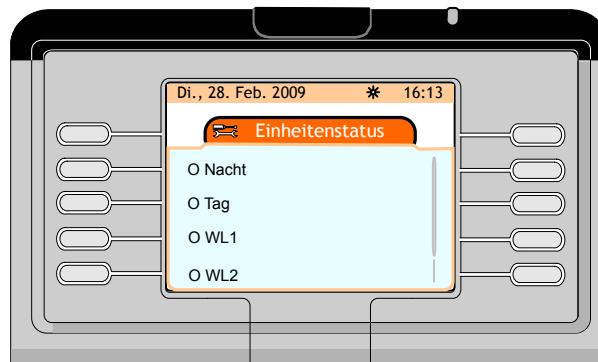 Di., 28. Feb. 2009 16:13
Einheitenstatus
O Nacht
O Tag
O WL1
O WL2